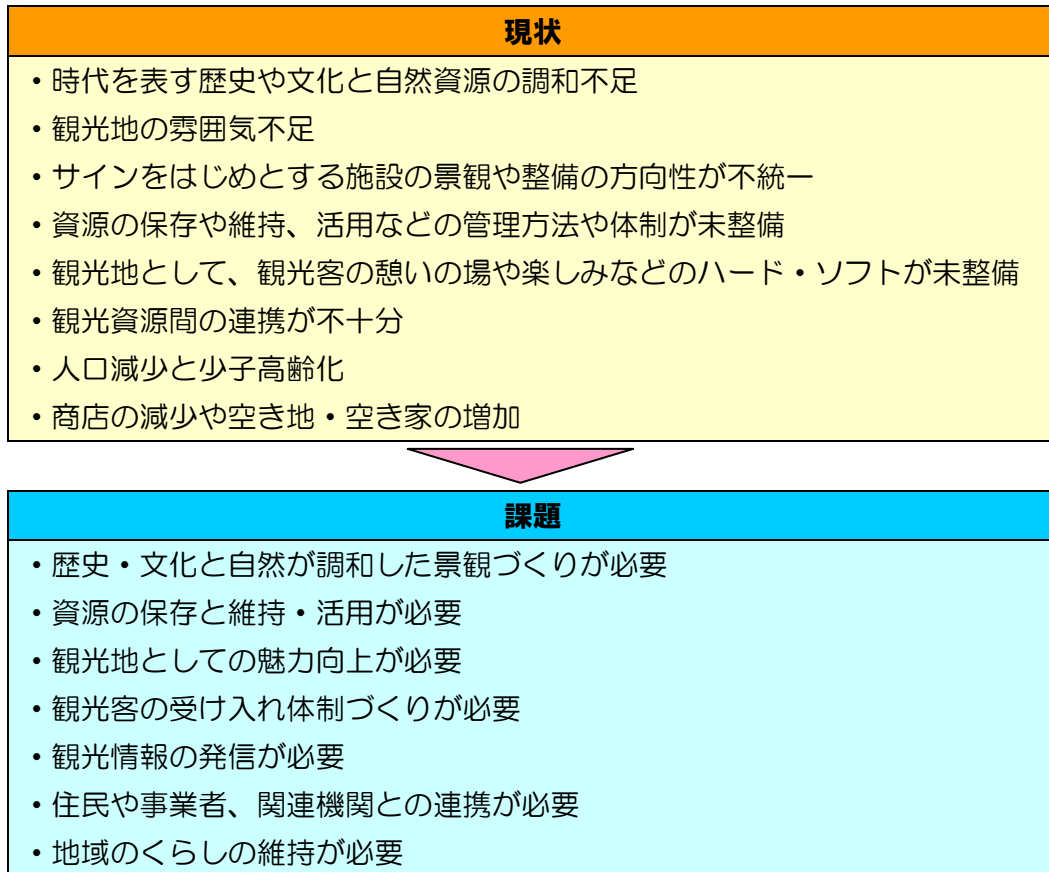 現状
・時代を表す歴史や文化と自然資源の調和不足
・観光地の雰囲気不足
・サインをはじめとする施設の景観や整備の方向性が不統一
・資源の保存や維持、活用などの管理方法や体制が未整備
・観光地として、観光客の憩いの場や楽しみなどのハード・ソフトが未整備
・観光資源間の連携が不十分
・人口減少と少子高齢化
・商店の減少や空き地・空き家の増加
課題
・歴史・文化と自然が調和した景観づくりが必要
・資源の保存と維持・活用が必要
・観光地としての魅力向上が必要
・観光客の受け入れ体制づくりが必要
・観光情報の発信が必要
・住民や事業者、関連機関との連携が必要
・地域のくらしの維持が必要